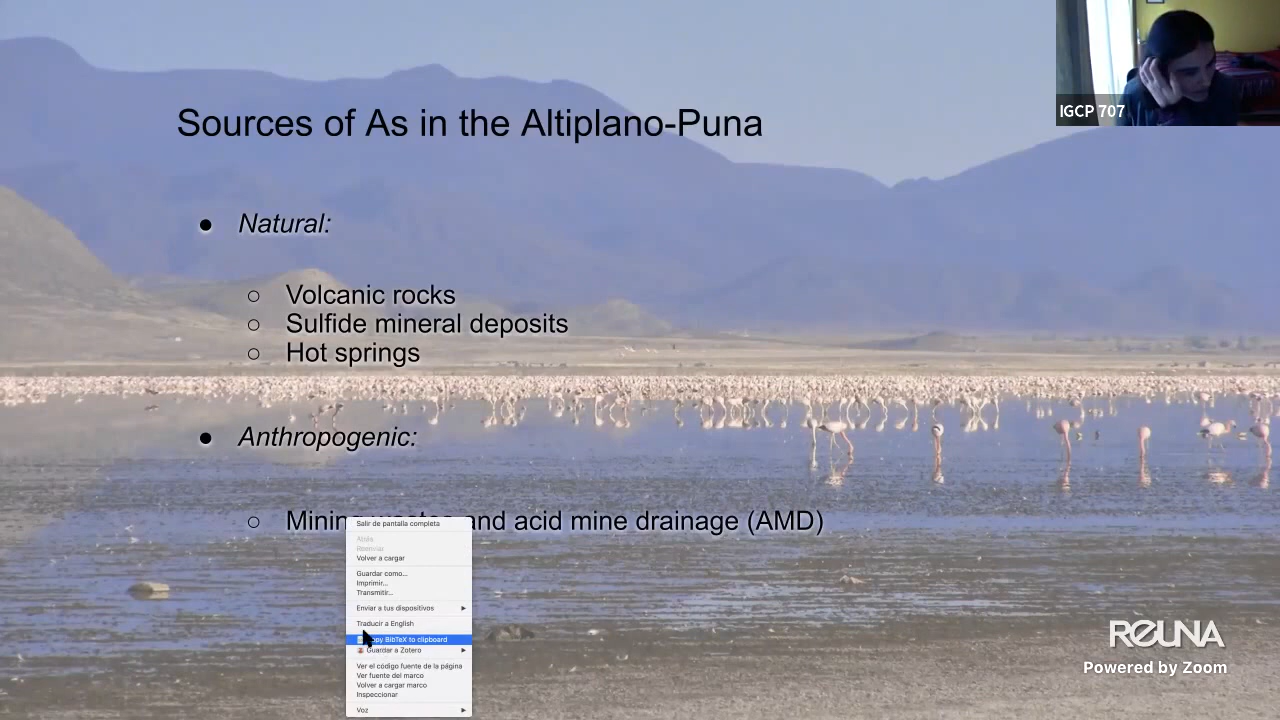 IGCP 707
Sources of As in the Altiplano-Puna
● Natural:
○ Volcanic rocks
○ Sulfide mineral deposits
○ Hot springs
● Anthropogenic:
○ and acid mine drainage (AMD)
Salir de pantalla completa
Atrás
Reenviar
Volver a cargar
Guardar como...
Imprimir...
Transmitir...
Enviar a tus dispositivos
Traducir a English
BibTeX to clipboard
Guardar a Zotero
Ver el código fuente de la página
Ver fuente del marco
Volver a cargar marco
Inspeccionar
Voz
REUNA
Powered by Zoom